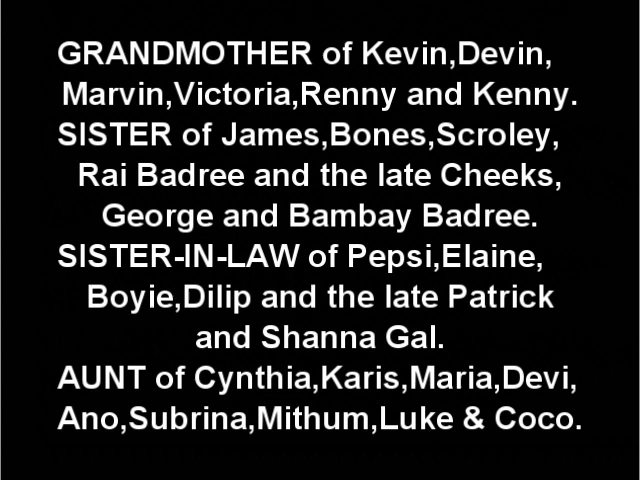 GRANDMOTHER of Kevin,Devin,
Marvin,Victoria,Renny and Kenny.
SISTER of James,Bones,Scroley,
Rai Badree and the late Cheeks,
George and Bambay Badree.
SISTER-IN-LAW of Pepsi,Elaine,
Boyie,Dilip and the late Patrick
and Shanna Gal.
AUNT of Cynthia,Karis,Maria,Devi,
Ano,Subrina,Mithum,Luke & Coco.